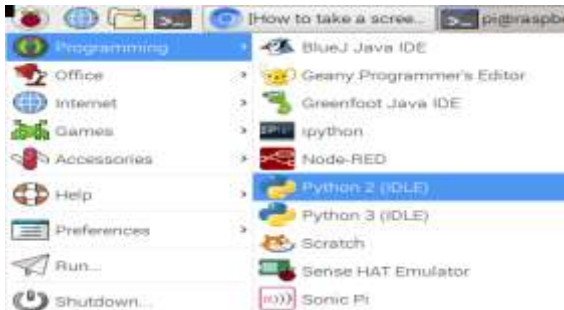 [How to take a scree...
pi@raspbe
Programming
BlueJ Java IDE
Office
Geany Programmer's Editor
Internet
Greenfoot Java IDE
Games
ipython
Accessories
Node-RED
Help
Python 2 (IDLE)
Python 3 (IDLE)
Preferences
Scratch
Run...
Sense HAT Emulator
Shutdown...
Sonic Pi